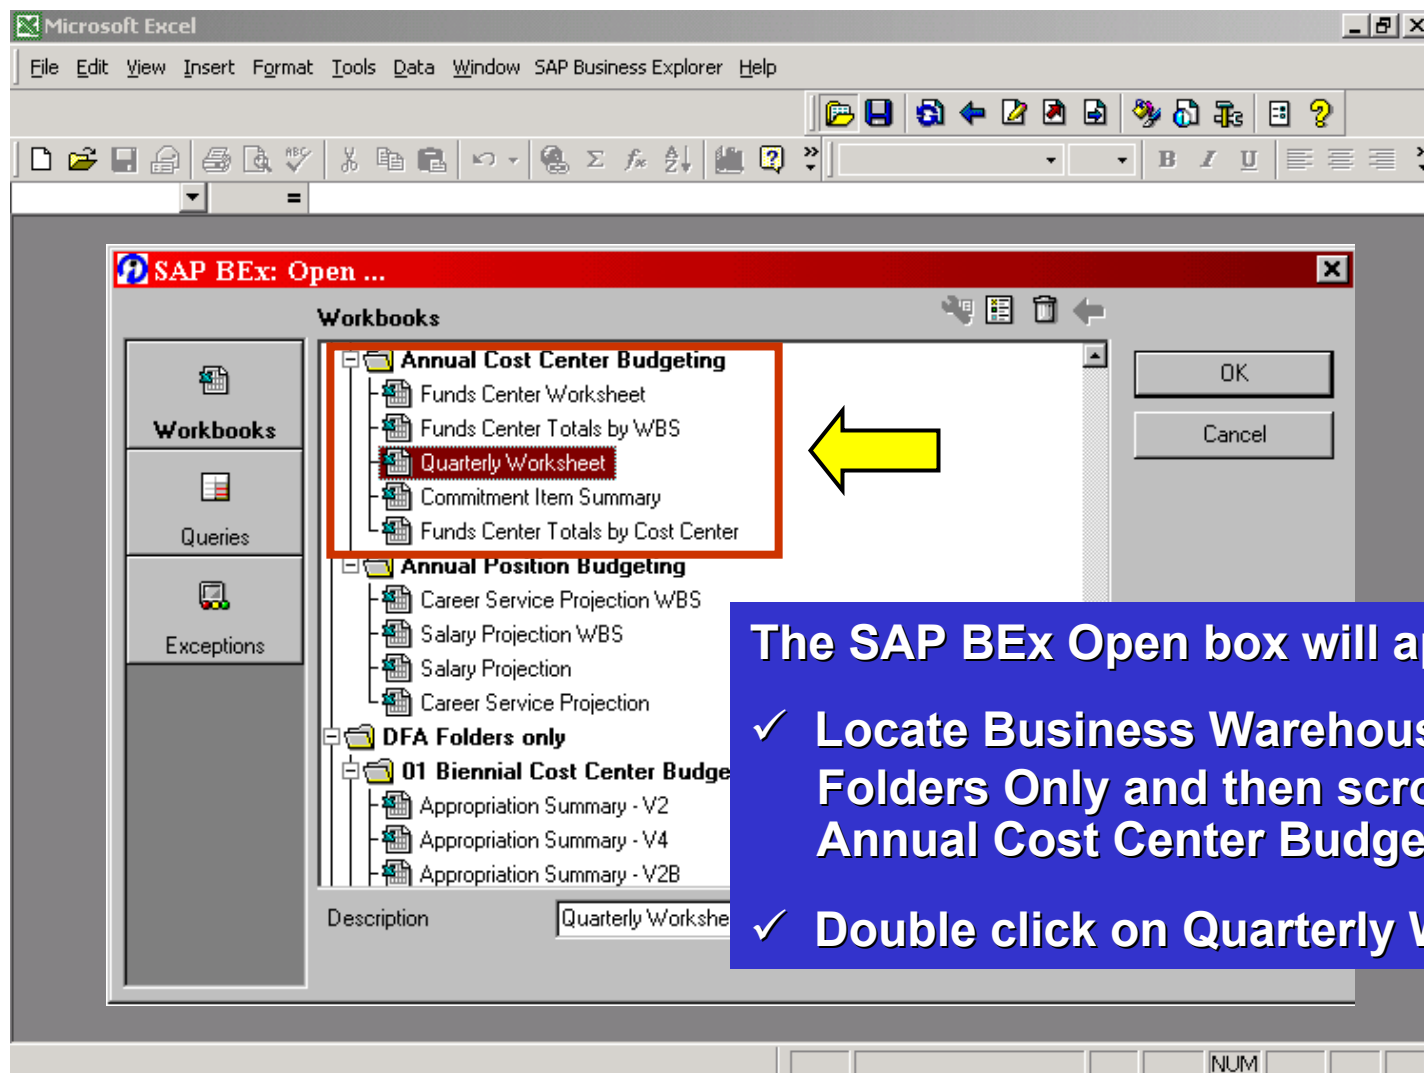 Microsoft Excel
File Edit View Insert Format Tools Data Window SAP Business Explorer Help
ABC
B I U
=
SAP BEx: Open ...
Workbooks
Workbooks
Queries
Exceptions
Annual Cost Center Budgeting
Funds Center Worksheet
Funds Center Totals by WBS
Quarterly Worksheet
Commitment Item Summary
Funds Center Totals by Cost Center
Annual Position Budgeting
Career Service Projection WBS
Salary Projection WBS
Salary Projection
Career Service Projection
DFA Folders only
01 Biennial Cost Center Budge
Appropriation Summary - V2
Appropriation Summary - V4
Appropriation Summary - V2B
OK
Cancel
Description
Quarterly Workshe
The SAP BEx Open box will a
✓ Locate Business Warehous
Folders Only and then scro
Annual Cost Center Budge
✓ Double click on Quarterly W
NUM